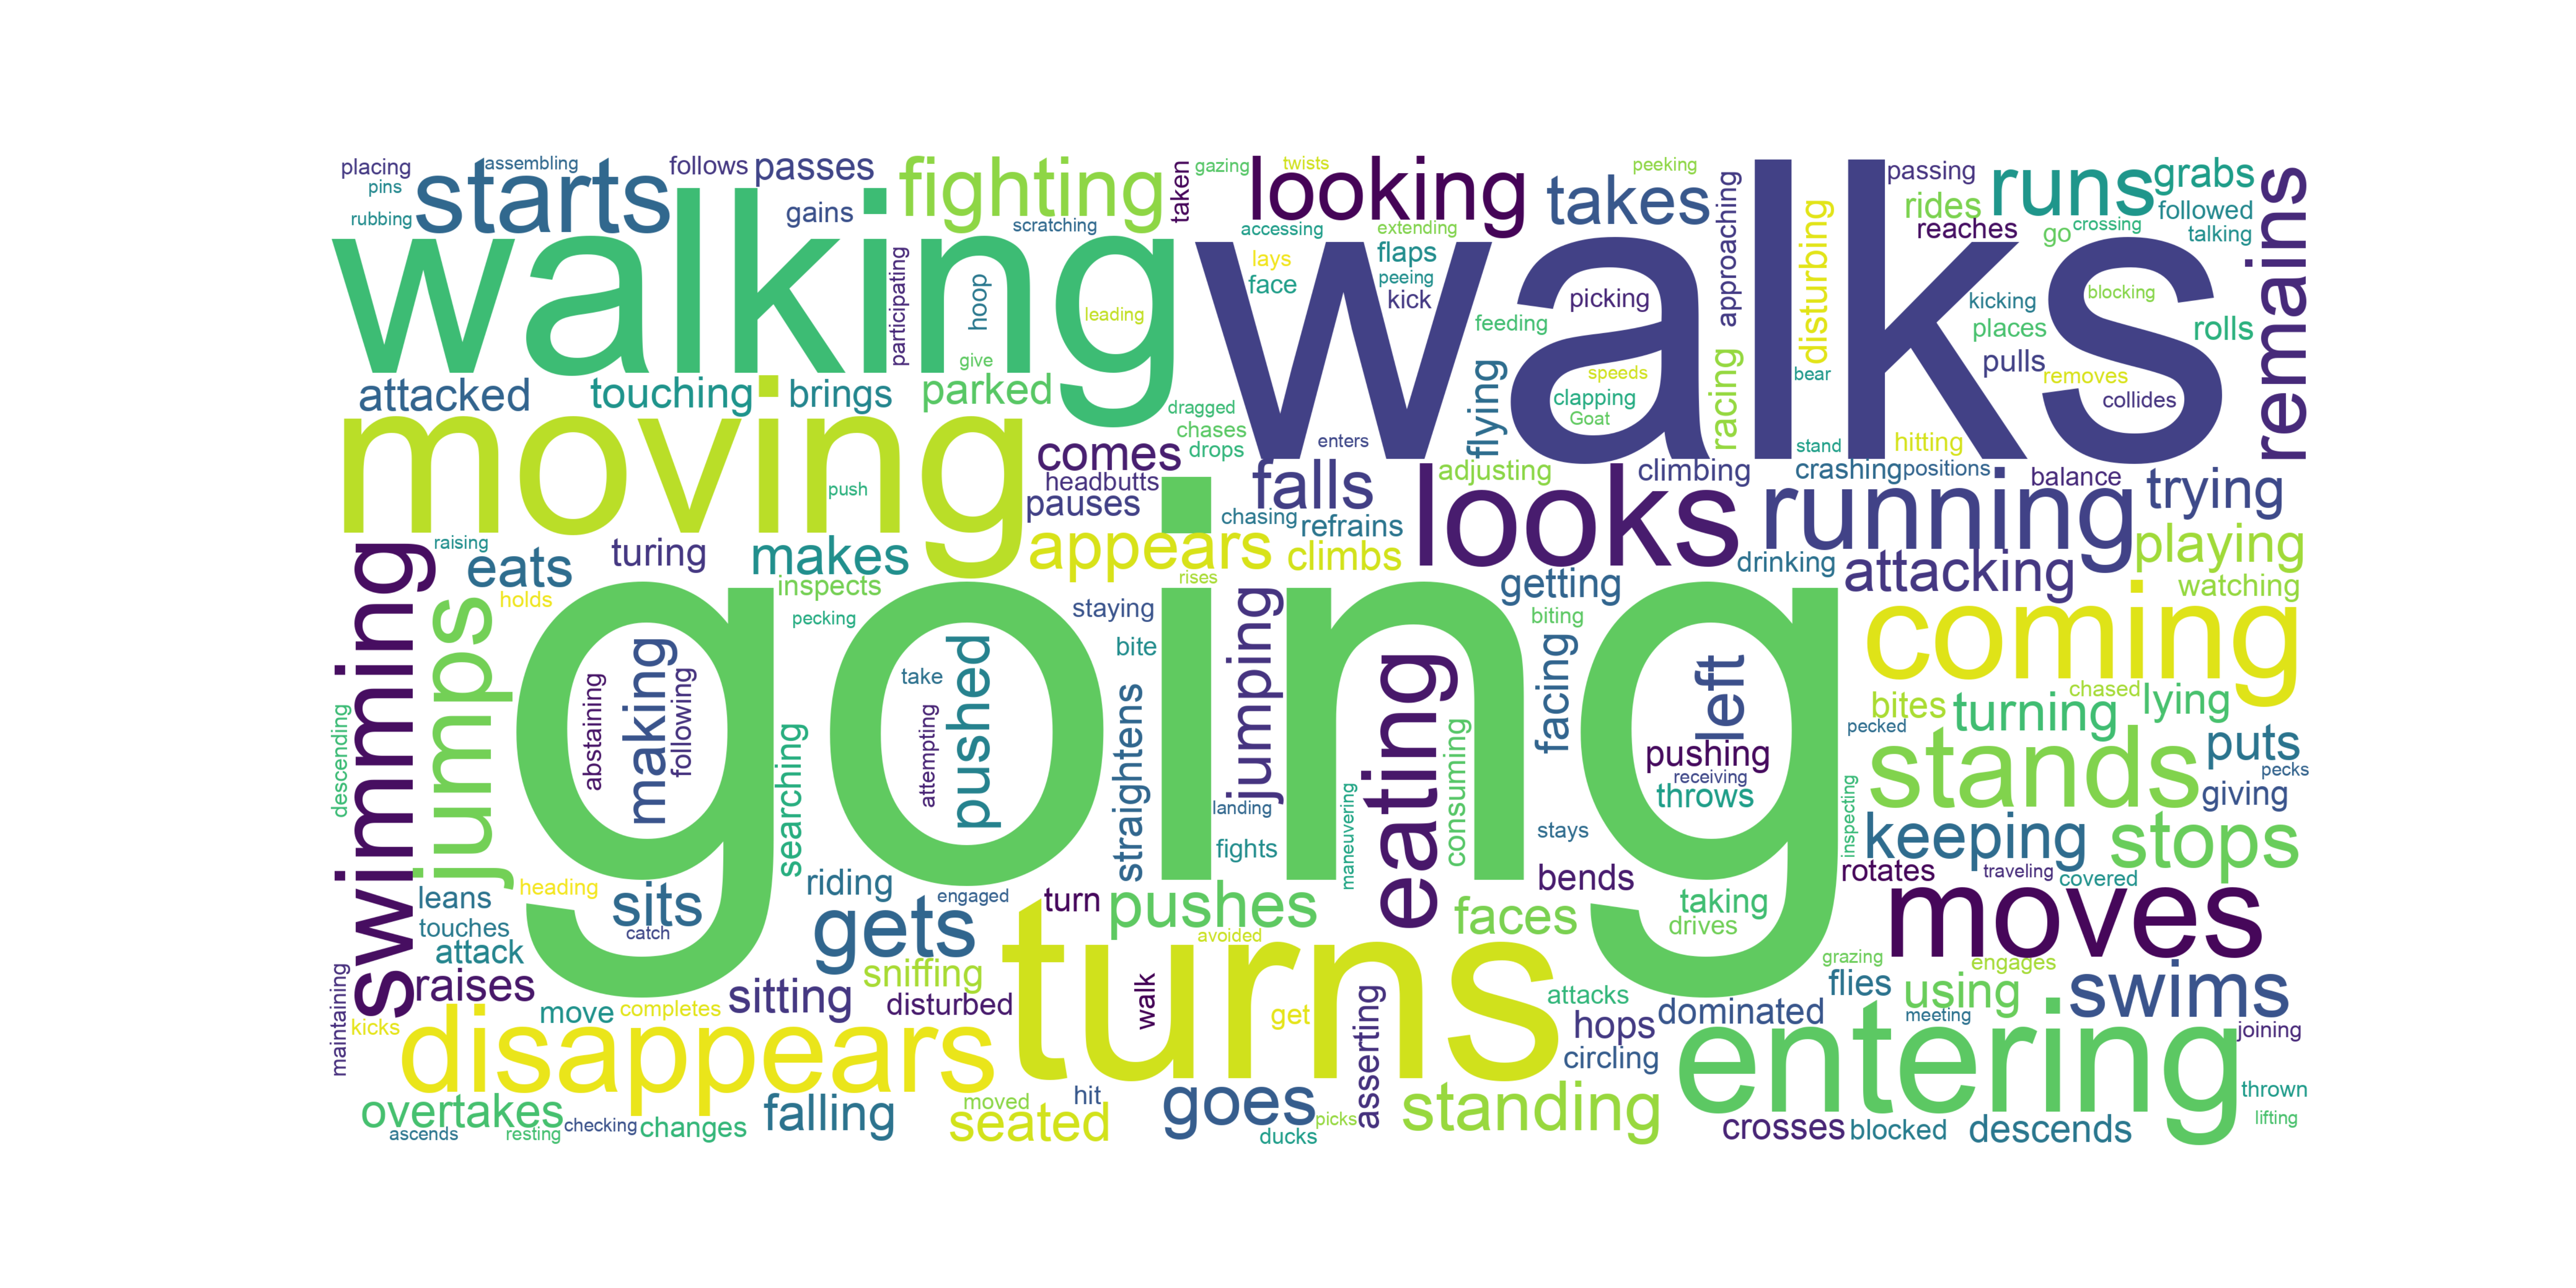 placing
assembling
follows
passes
fighting
taken
gazing
twists
looking
takes
peeking
approaching
passing
runs
grabs
remains
pins
starts
rubbing
gains
scratching
accessing
extending
disturbing
rides
followed
reaches
go
crossing
talking
walking
participating
hoop
leading
give
walks
lays
flaps
face
peeing
kick
picking
feeding
kicking
blocking
places
rolls
pulls
removes
collides
flying
speeds
clapping
Goat
racing
bear
attacked
touching
brings
parked
dragged
chases
drops
enters
stand
hitting
moving
push
comes
headbutts
pauses
falls
adjusting
climbing
crashing
positions
balance
trying
chasing
refrains
looks
running
playing
raising
eats
turing
makes
appears
climbs
drinking
attacking
watching
swimming
jumps
holds
inspects
rises
getting
pecking
staying
biting
coming
going
making
abstaining
following
take
pushed
attempting
bite
jumping
straightens
eating
facing
left
chased
bites
turning
lying
pecked
descending
searching
consuming
pushing
receiving
throws
stands
puts
pecks
giving
landing
maneuvering
fights
stays
inspecting
keeping
stops
heading
leans
sits
catch
riding
engaged
turn
pushes
bends
rotates
traveling
covered
touches
gets
avoided
faces
taking
drives
moves
attack
raises
sniffing
turns
grazing
engages
maintaining
move
completes
sitting
disturbed
walk
get
asserting
attacks
flies
using
swims
kicks
hops
dominated
meeting
joining
disappears
circling
entering
overtakes
moved
hit
goes
standing
thrown
ascends
resting
checking
changes
falling
seated
ducks
picks
crosses
blocked
descends
lifting